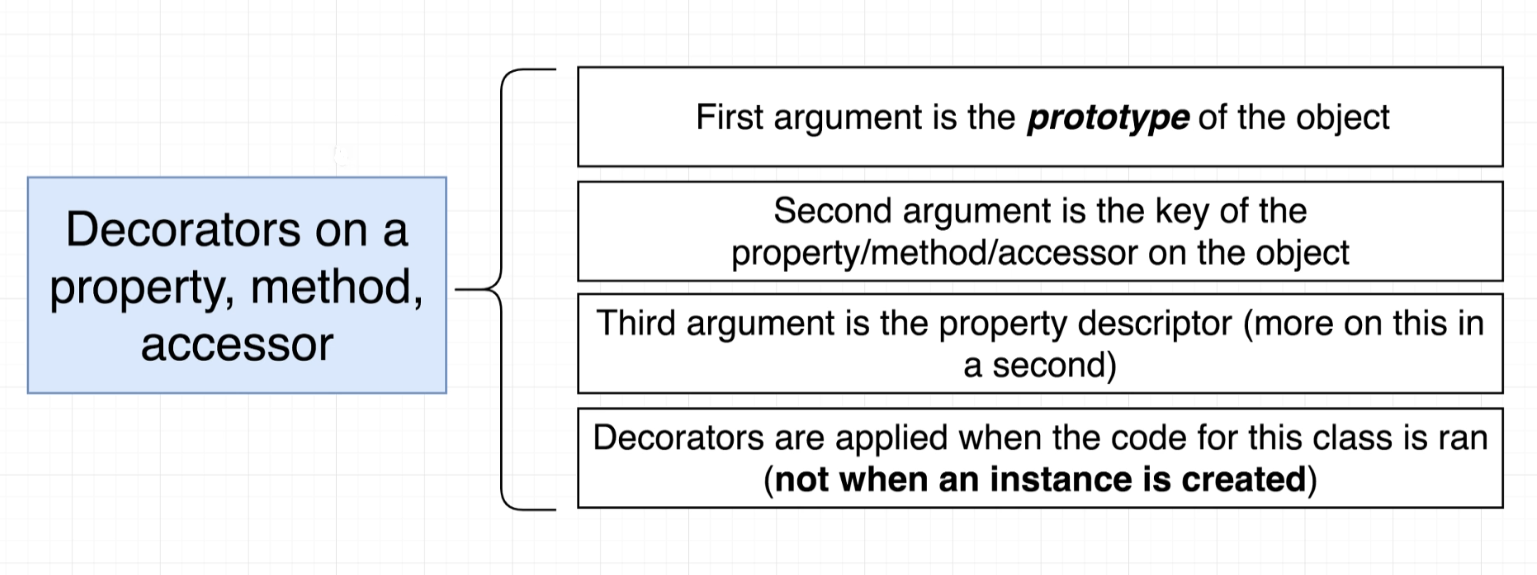 Decorators on a
property, method,
accessor
First argument is the prototype of the object
Second argument is the key of the
property/method/accessor on the object
Third argument is the property descriptor (more on this in
a second)
Decorators are applied when the code for this class is ran
(not when an instance is created)